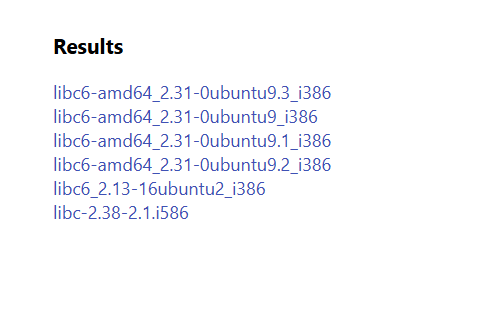 Results
libc6-amd64_2.31-0ubuntu9.3_i386
libc6-amd64_2.31-0ubuntu9_i386
libc6-amd64_2.31-0ubuntu9.1_i386
libc6-amd64_2.31-0ubuntu9.2_i386
libc6_2.13-16ubuntu2_i386
libc-2.38-2.1.i586